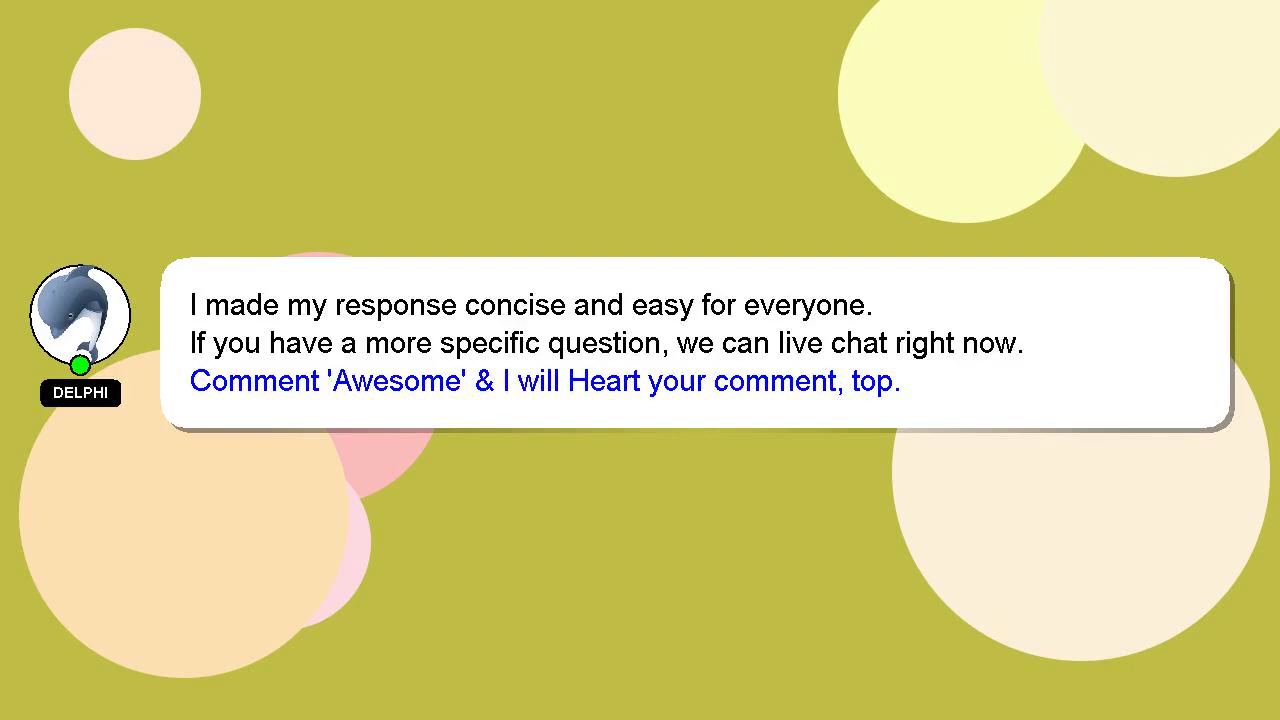 I made my response concise and easy for everyone.
If you have a more specific question, we can live chat right now.
Comment 'Awesome' & I will Heart your comment, top.
DELPHI